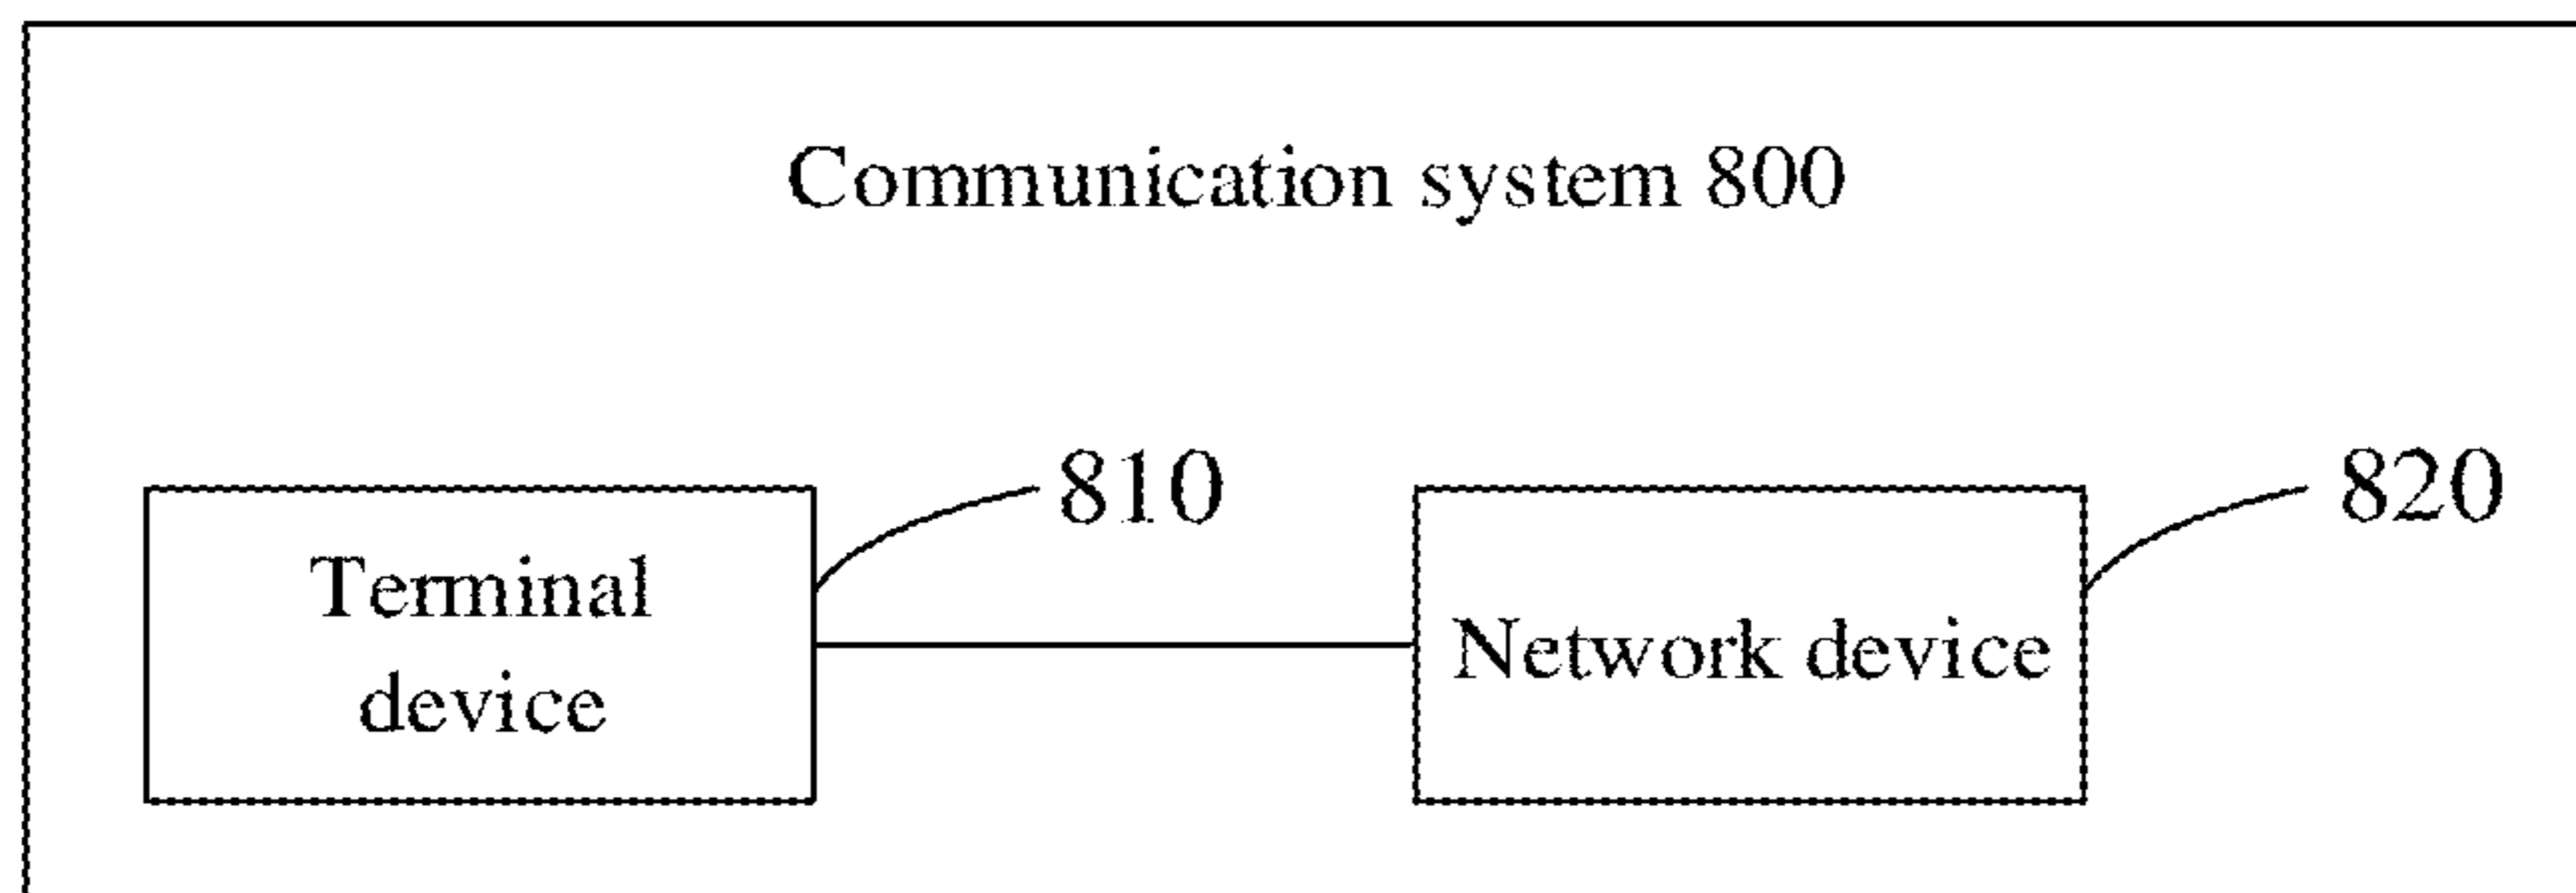 Communication system 800
810
820
Terminal
device
Network device